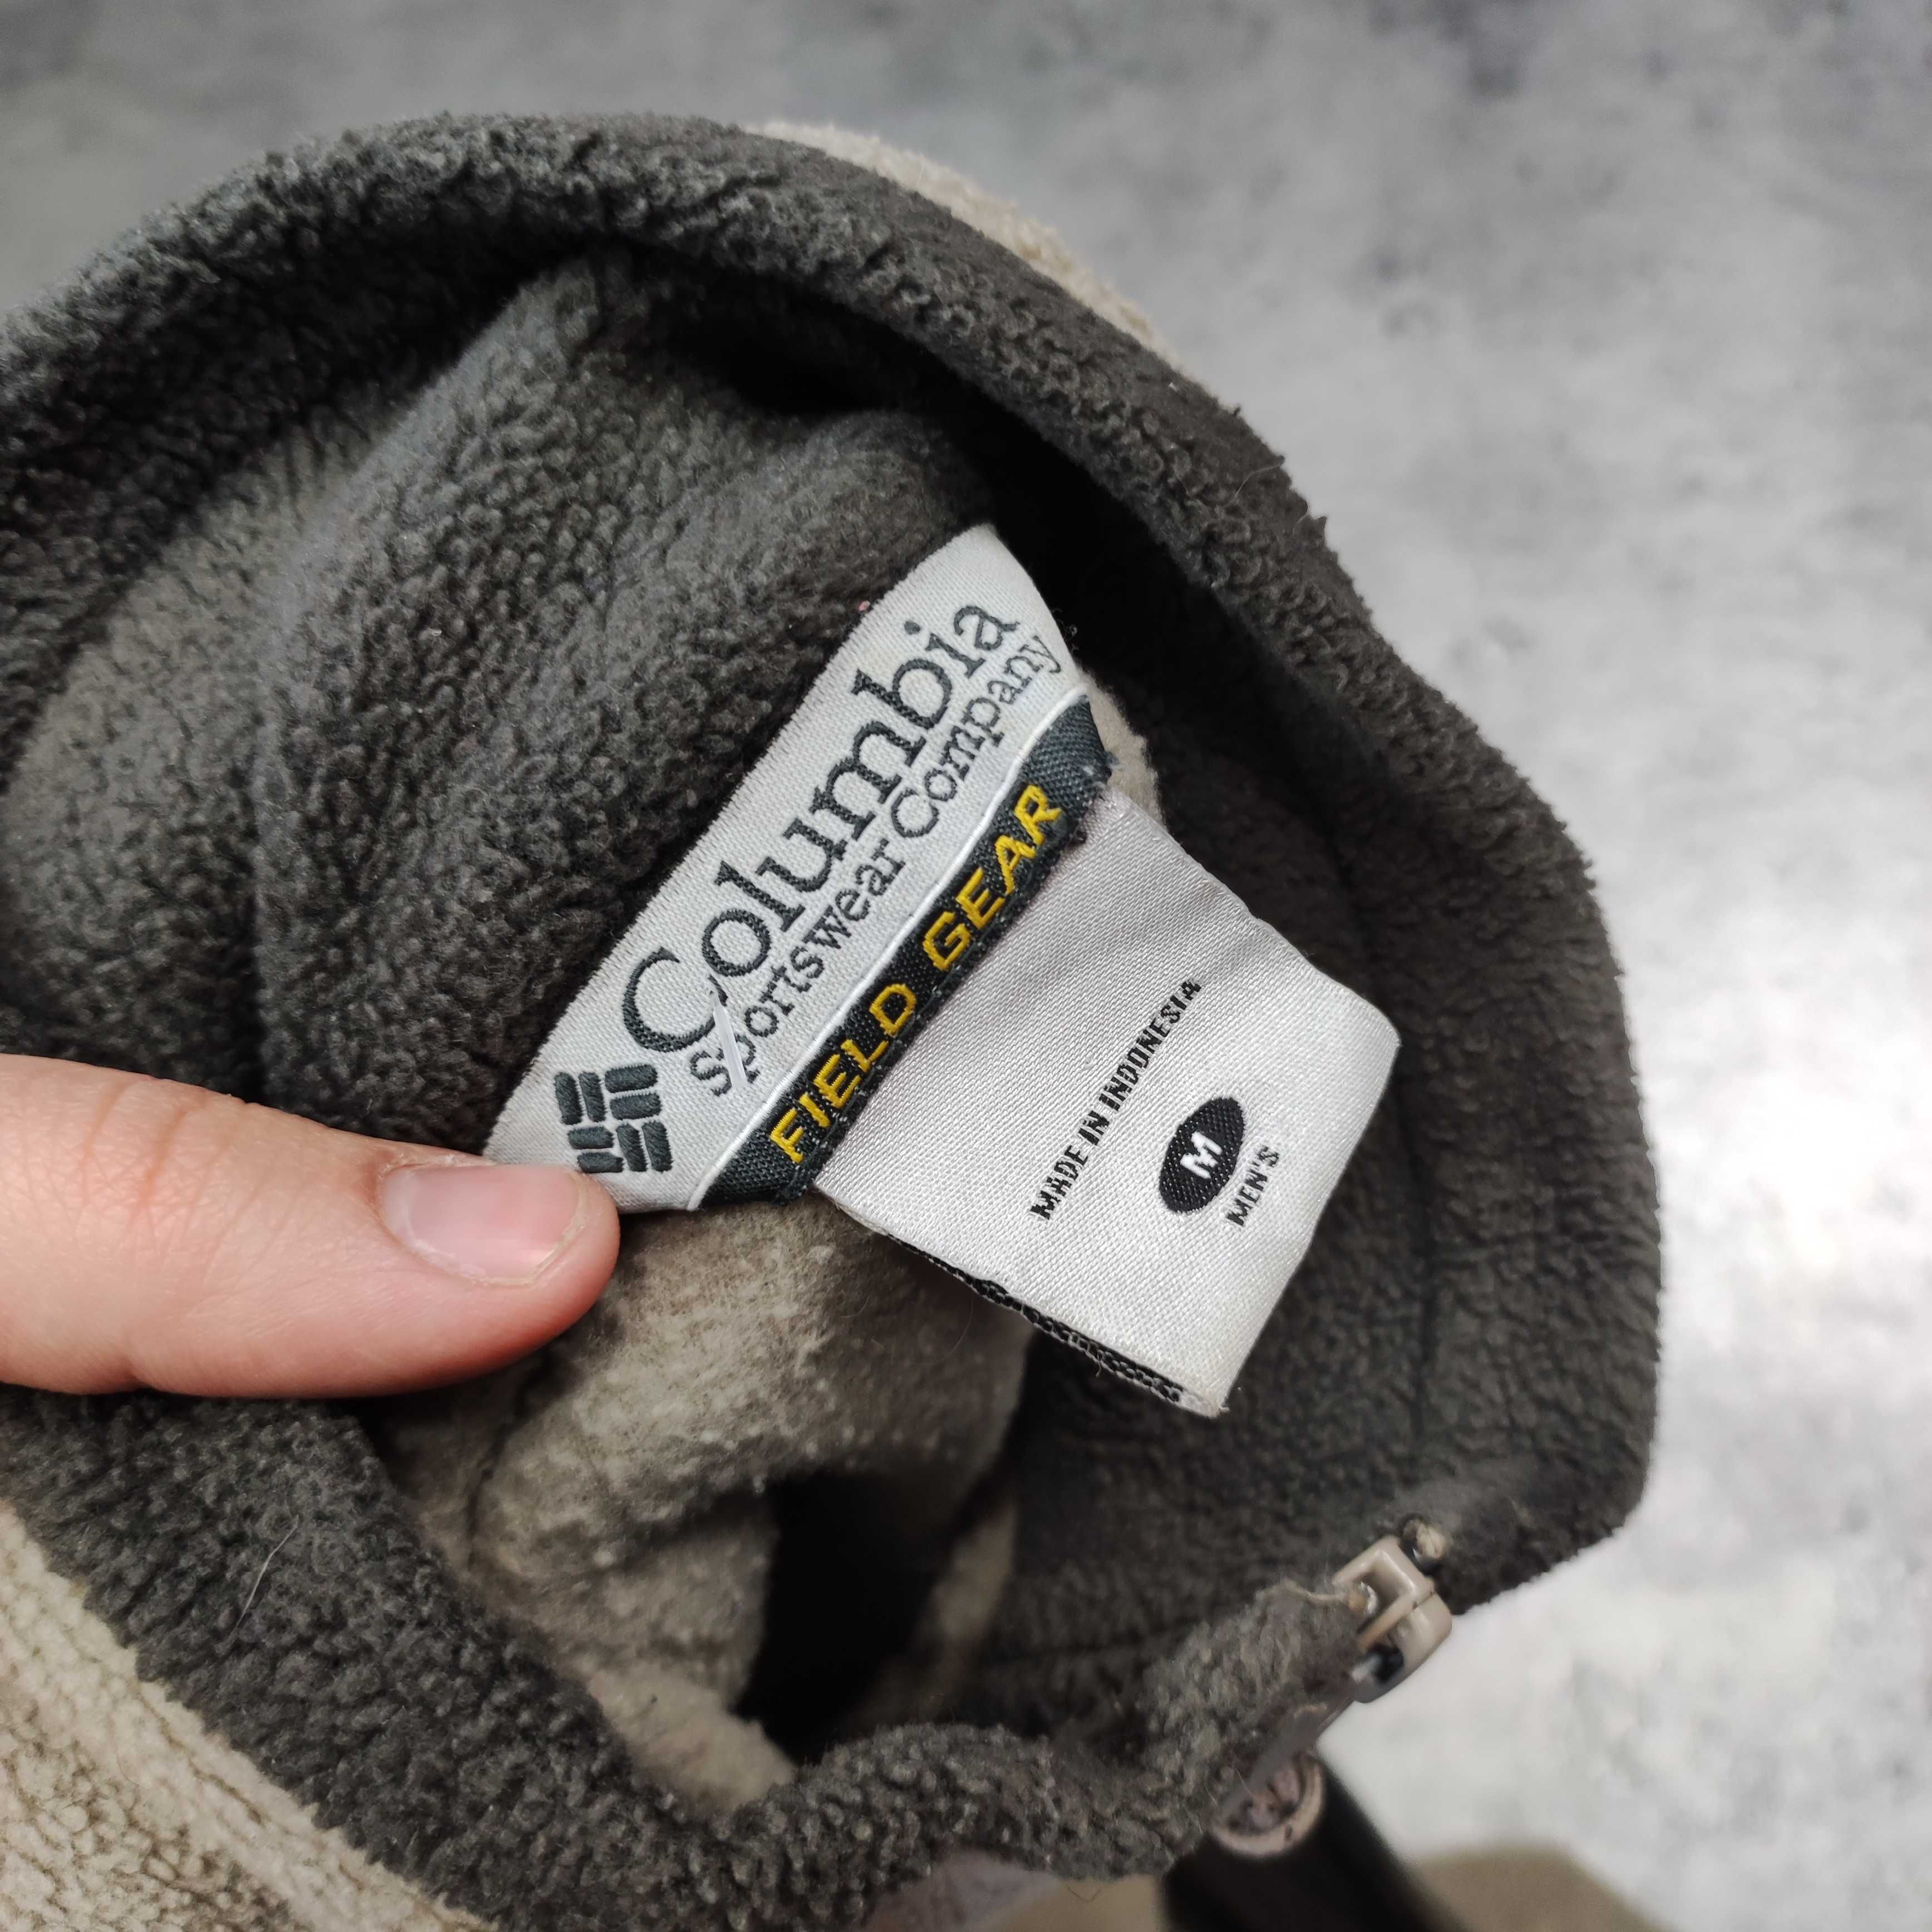 Columbia
Sportswear Company
FIELD GEAR
MADE IN INDONESIA
M
MEN'S